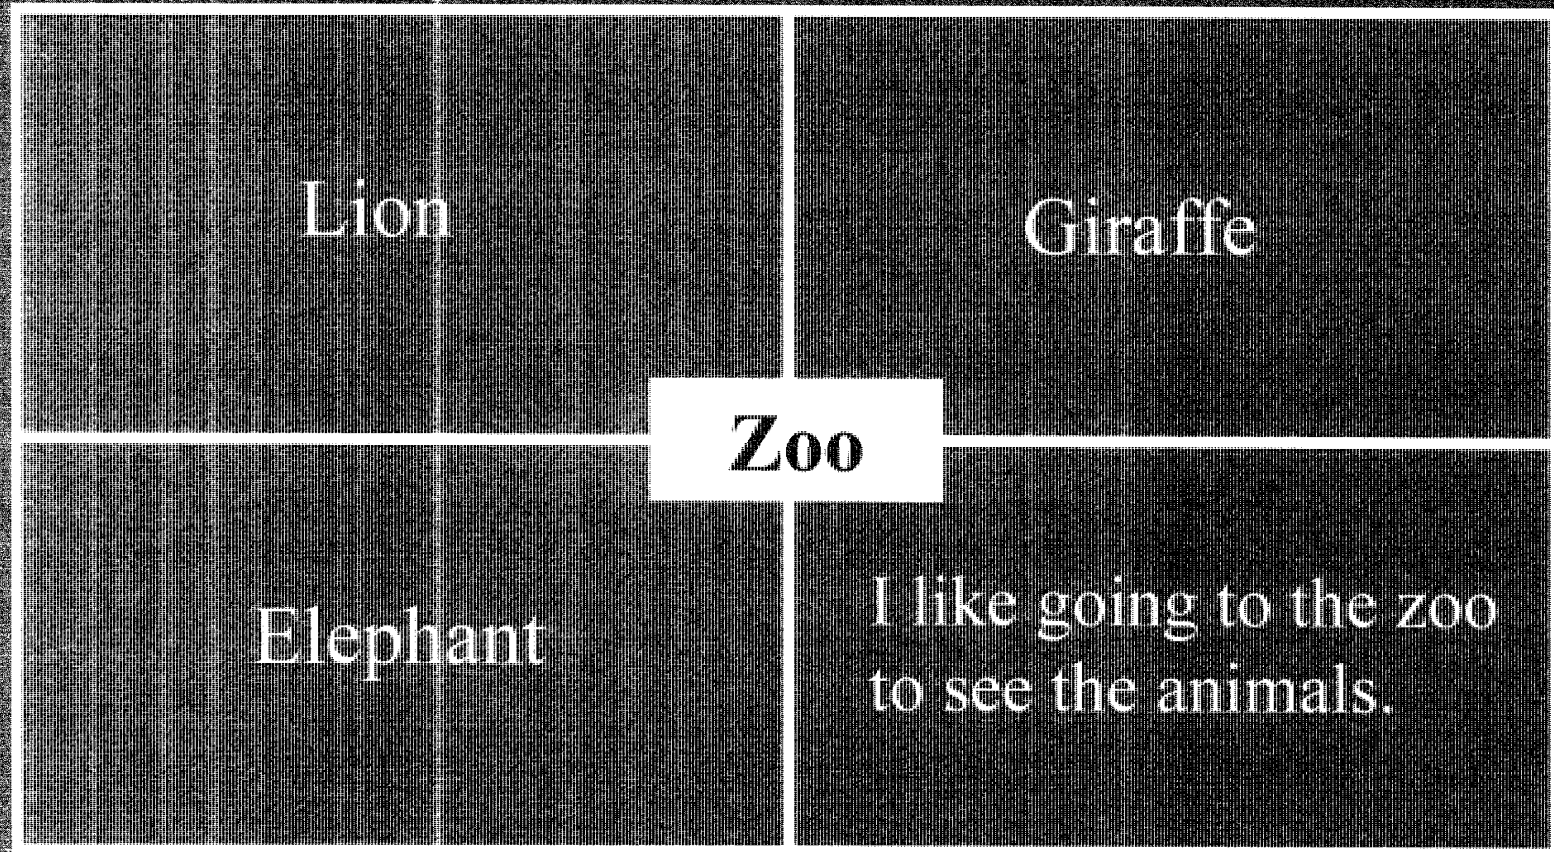 Lion
Giraffe
Zoo
Elephant
I like going to the zoo
to see the animals.